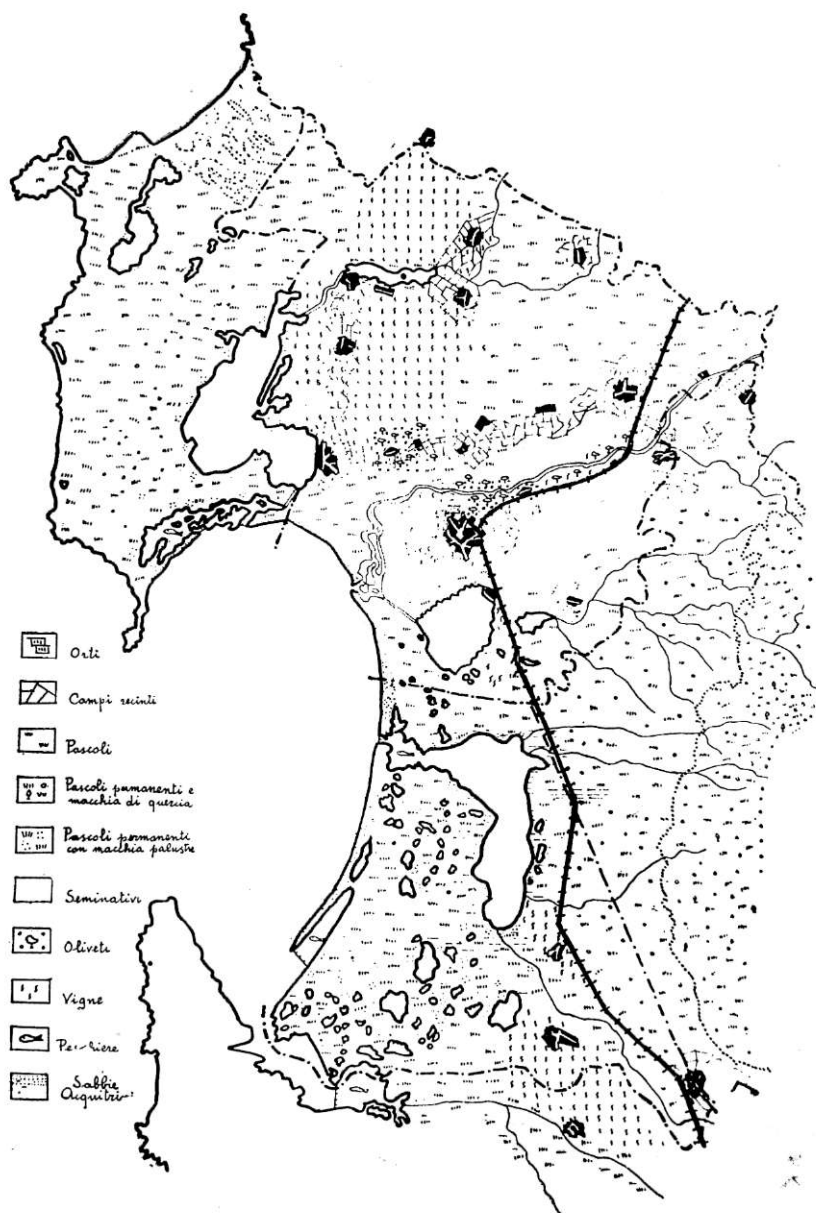 Orti
Campi recinti
Pascoli
Pascoli permanenti e
macchia di quercia
Pascoli permanenti
con macchia palustre
Seminativi
Oliveti
Vigne
Sabbie